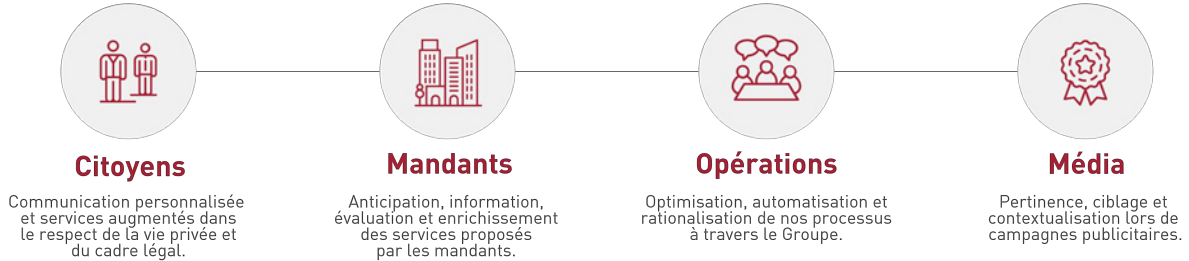 Citoyens
Communication personnalisée
et services augmentés dans
le respect de la vie privée et
du cadre légal.
Mandants
Anticipation, information,
évaluation et enrichissement
des services proposés
par les mandants.
Opérations
Optimisation, automatisation et
rationalisation de nos processus
à travers le Groupe.
Média
Pertinence, ciblage et
contextualisation lors de
campagnes publicitaires.